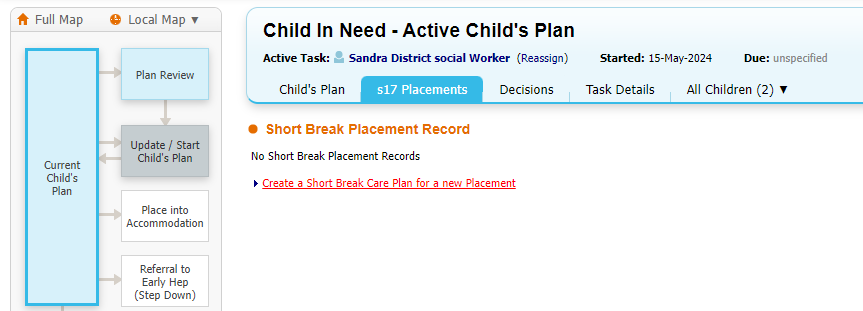 Full Map
Local Map ▼
Current
Child's
Plan
Plan Review
Update / Start
Child's Plan
Place into
Accommodation
Referral to
Early Hep
(Step Down)
Child In Need - Active Child's Plan
Active Task: Sandra District social Worker (Reassign) Started: 15-May-2024 Due: unspecified
Child's Plan s17 Placements Decisions Task Details All Children (2) ▼
Short Break Placement Record
No Short Break Placement Records
Create a Short Break Care Plan for a new Placement